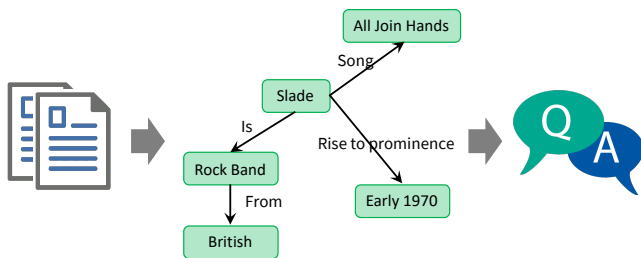 All Join Hands
Song
Slade
Is
Rise to prominence
Rock Band
From
Early 1970
British
Q
A